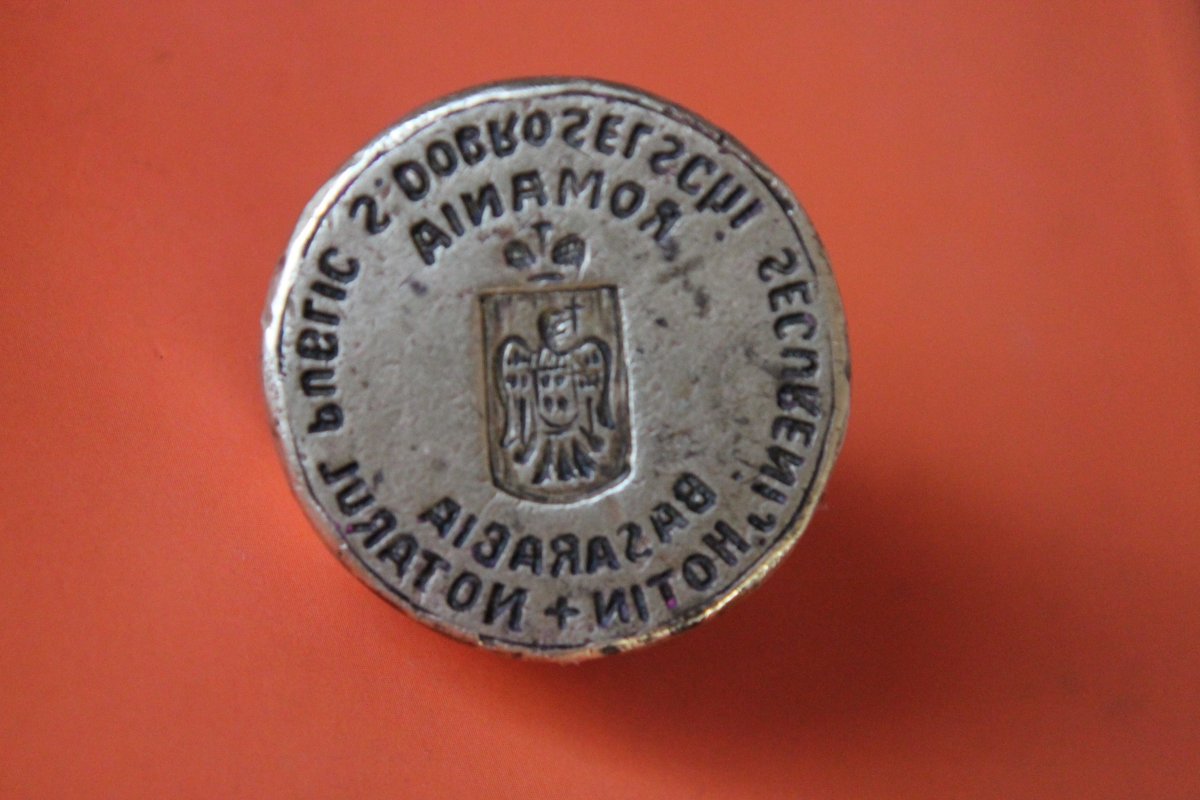 NOTARUL PUBLIC S. DOBROSELSCHI SECURENI, J. HOTIN +
ROMANIA
BASARABIA